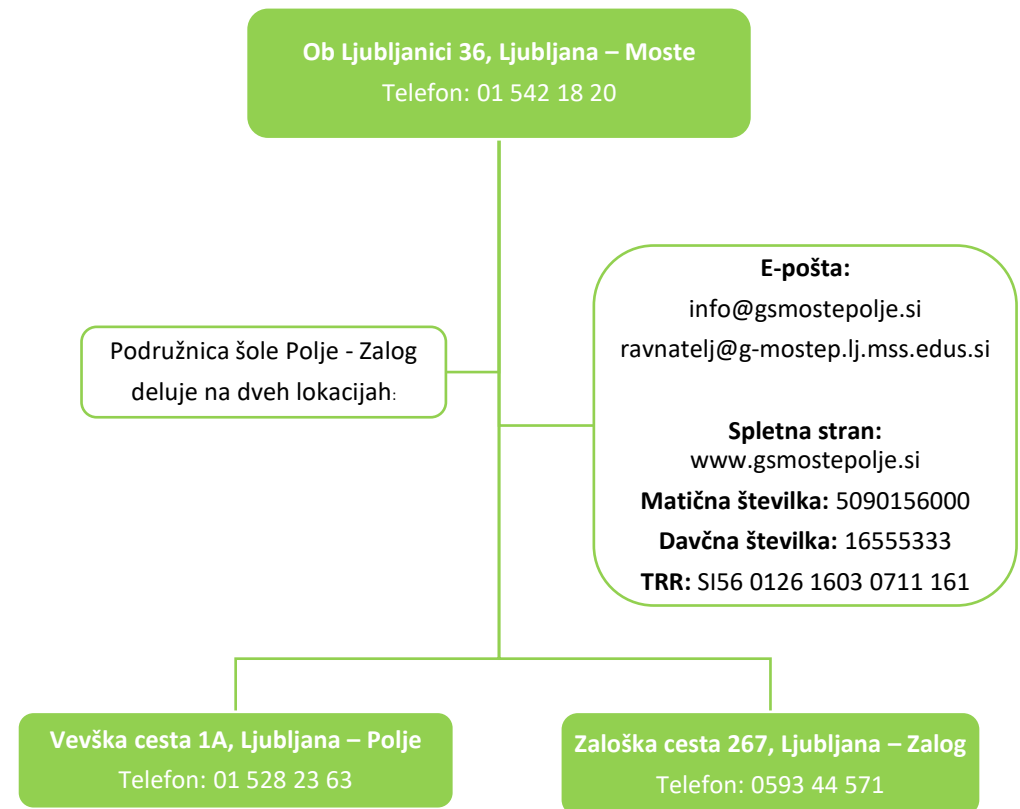 Ob Ljubljanici 36, Ljubljana – Moste
Telefon: 01 542 18 20
Podružnica šole Polje - Zalog
deluje na dveh lokacijah:
E-pošta:
info@gsmostepolje.si
ravnatelj@g-mostep.lj.mss.edus.si
Spletna stran:
www.gsmostepolje.si
Matična številka: 5090156000
Davčna številka: 16555333
TRR: SI56 0126 1603 0711 161
Vevška cesta 1A, Ljubljana – Polje
Telefon: 01 528 23 63
Zaloška cesta 267, Ljubljana – Zalog
Telefon: 0593 44 571